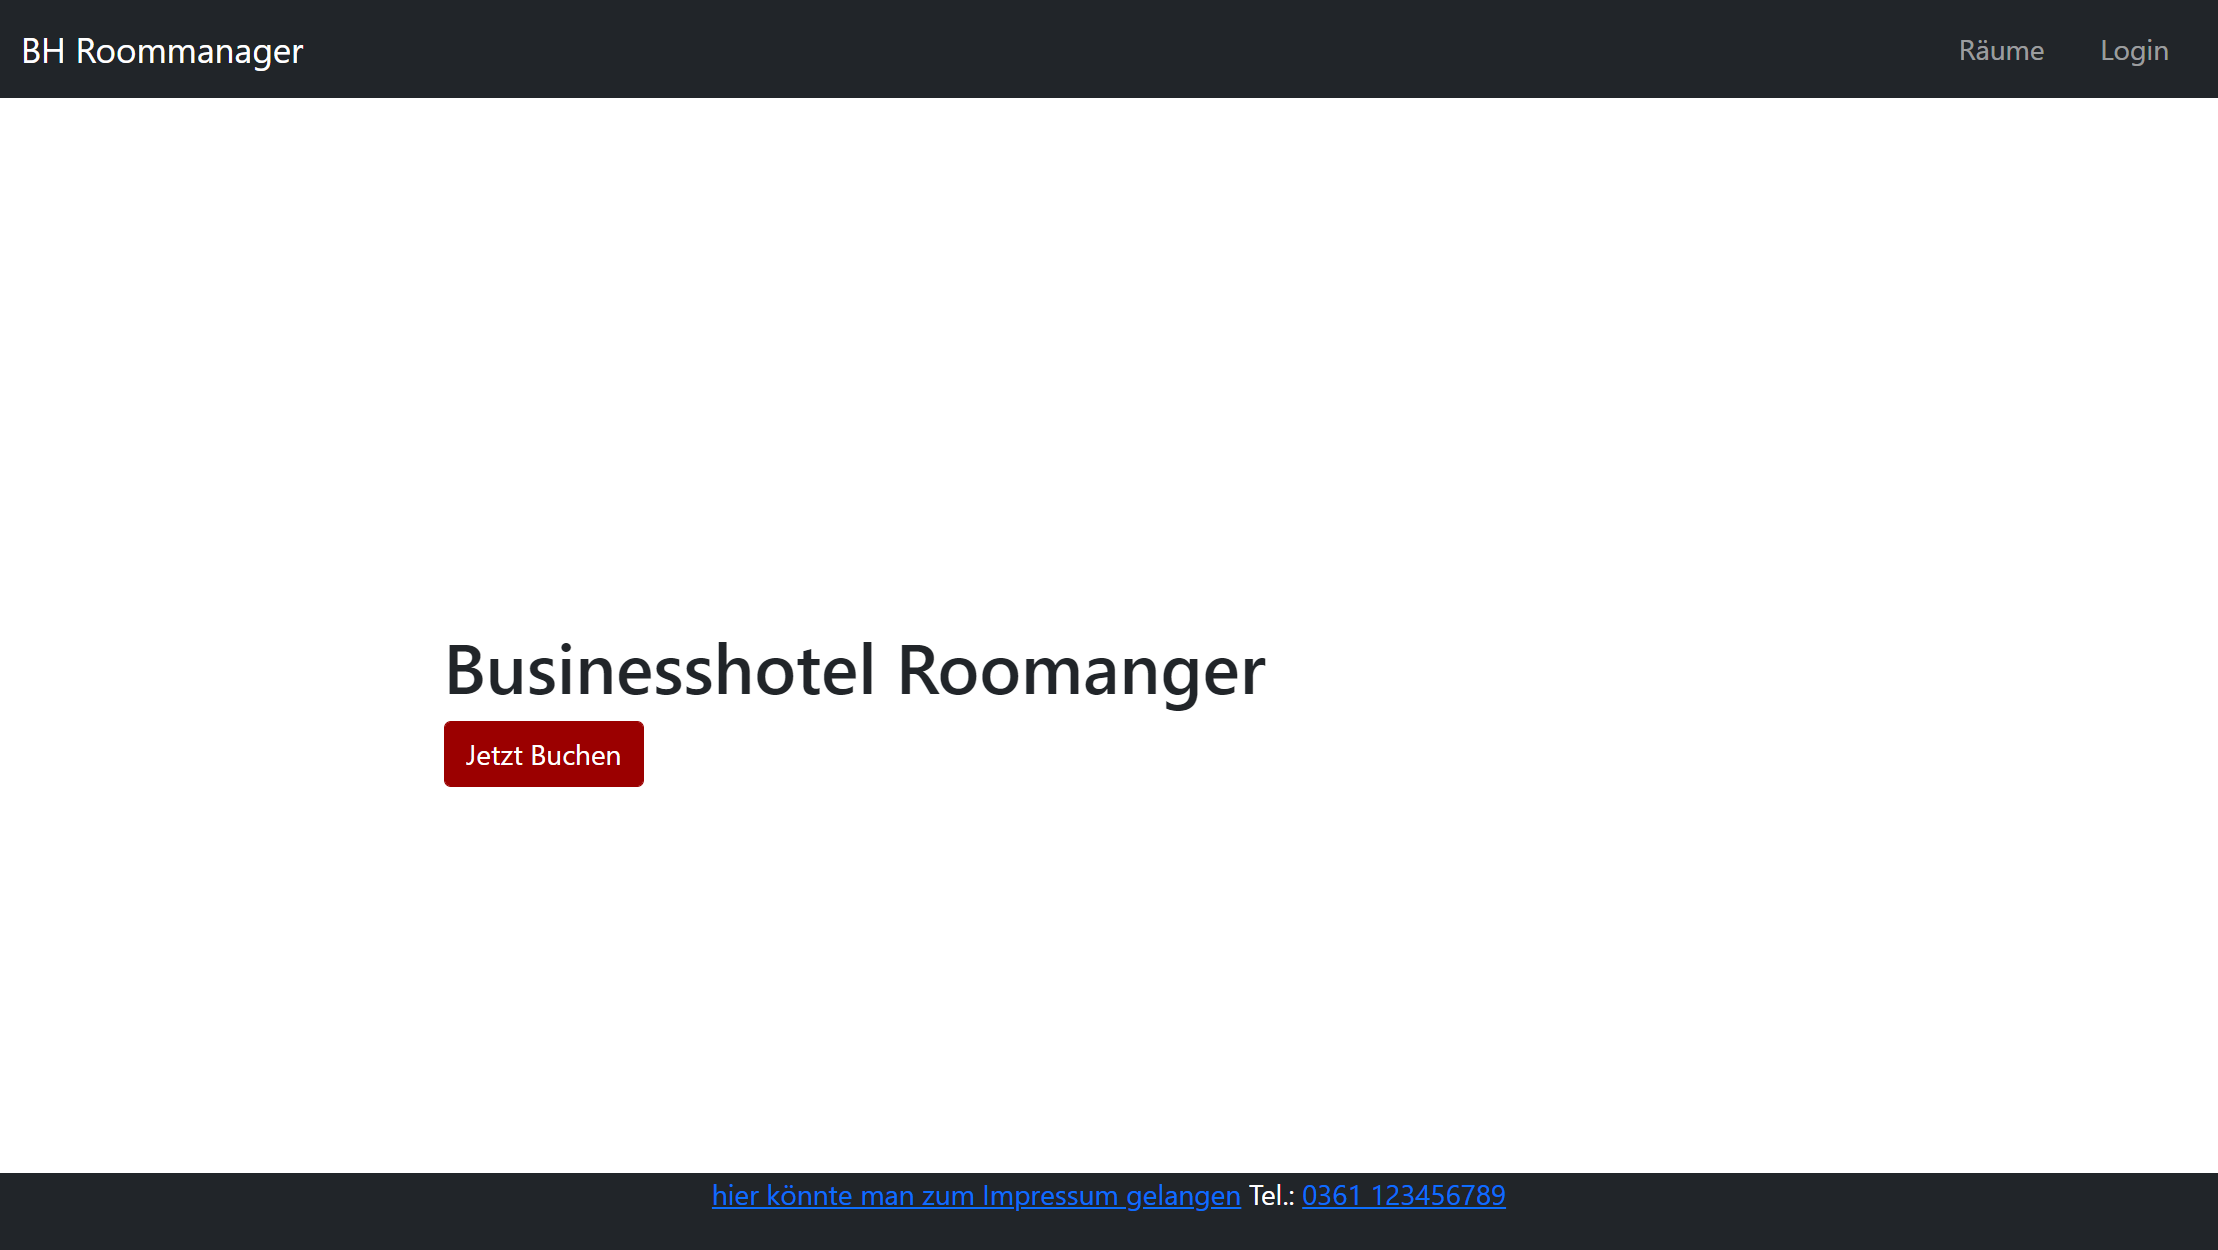 BH Roommanager Räume Login
Businesshotel Roomanger
Jetzt Buchen
hier könnte man zum Impressum gelangen Tel.: 0361 123456789